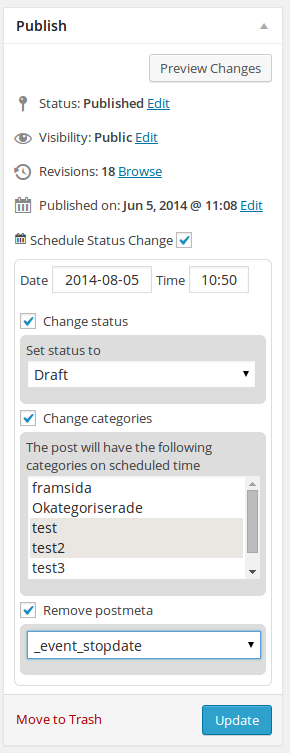 Publish
Preview Changes
Status: Published Edit
Visibility: Public Edit
Revisions: 18 Browse
Published on: Jun 5, 2014 @ 11:08 Edit
Schedule Status Change
Date 2014-08-05 Time 10:50
Change status
Set status to
Draft
Change categories
The post will have the following
categories on scheduled time
framsida
Okategoriserade
test
test2
test3
Remove postmeta
_event_stopdate
Move to Trash Update